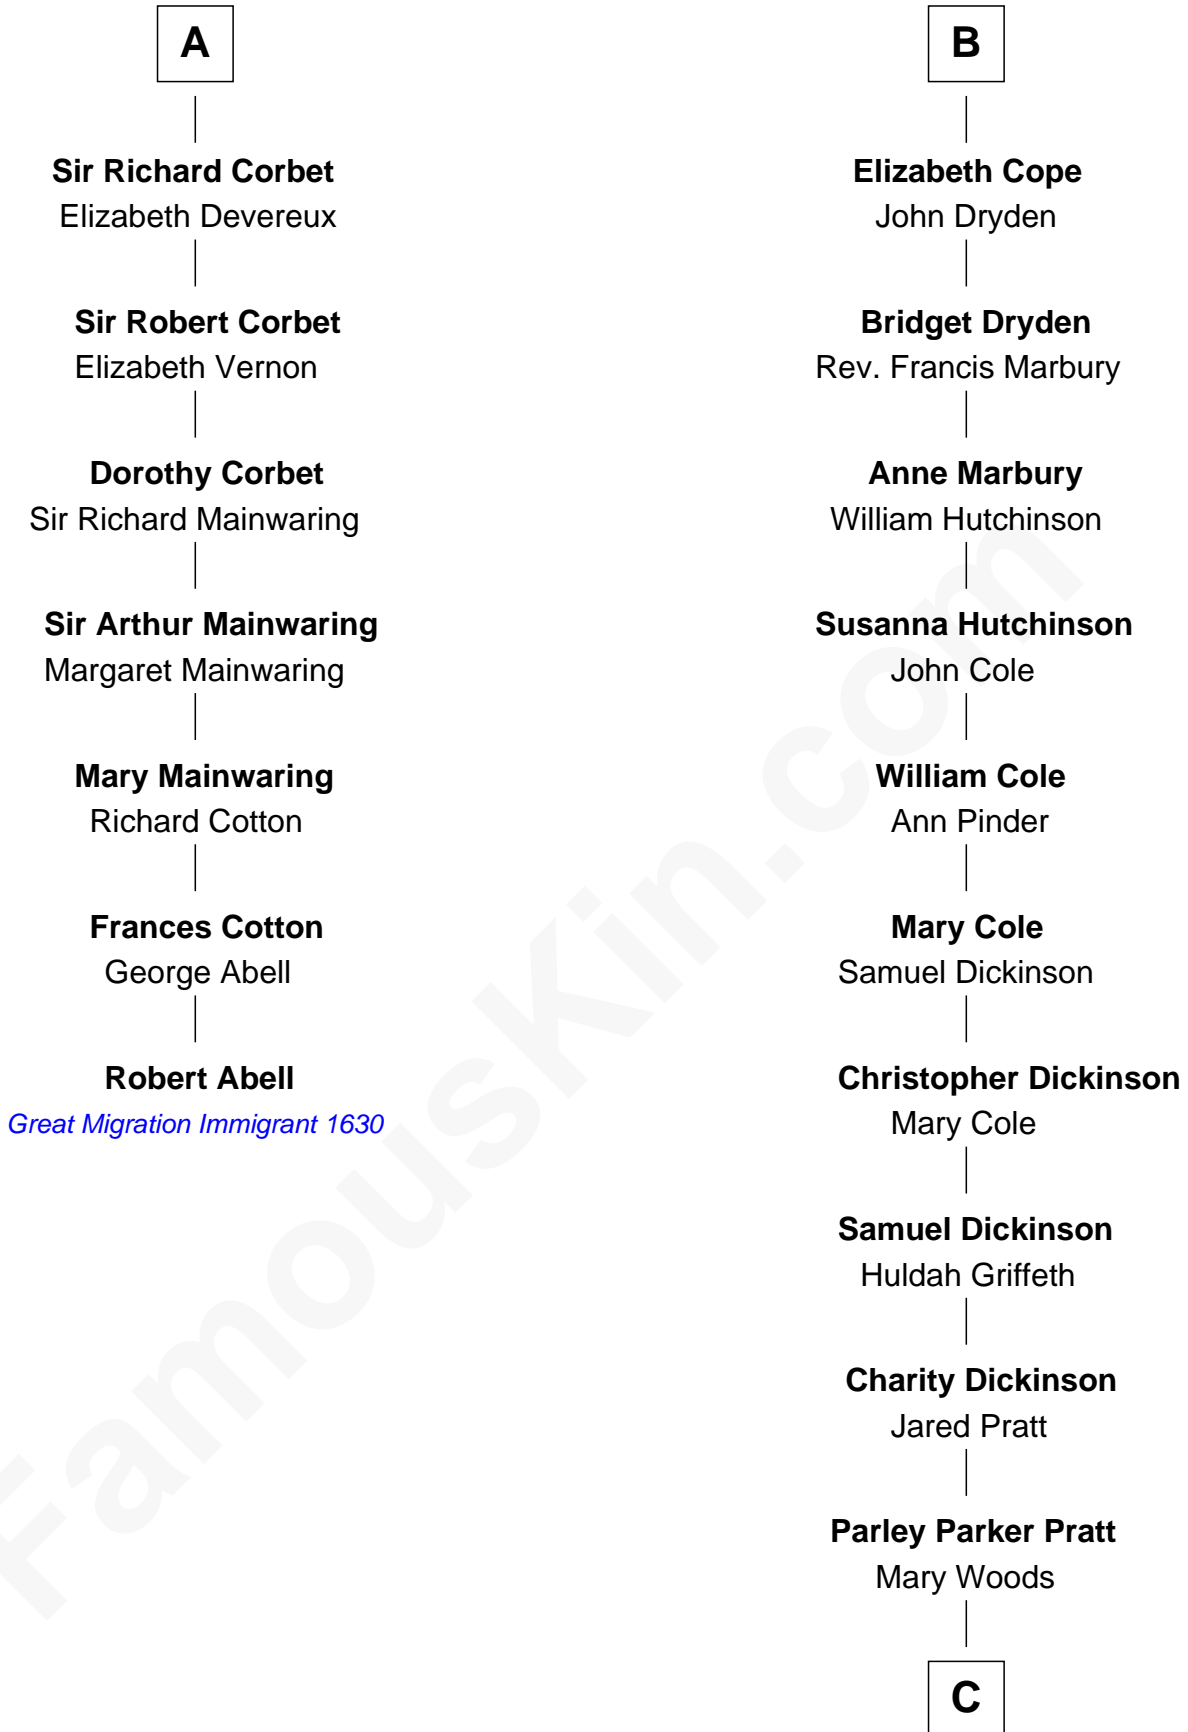 A
Sir Richard Corbet
Elizabeth Devereux
Sir Robert Corbet
Elizabeth Vernon
Dorothy Corbet
Sir Richard Mainwaring
Sir Arthur Mainwaring
Margaret Mainwaring
Mary Mainwaring
Richard Cotton
Frances Cotton
George Abell
Robert Abell
Great Migration Immigrant 1630
B
Elizabeth Cope
John Dryden
Bridget Dryden
Rev. Francis Marbury
Anne Marbury
William Hutchinson
Susanna Hutchinson
John Cole
William Cole
Ann Pinder
Mary Cole
Samuel Dickinson
Christopher Dickinson
Mary Cole
Samuel Dickinson
Huldah Griffeth
Charity Dickinson
Jared Pratt
Parley Parker Pratt
Mary Woods
C
FamousKin.com